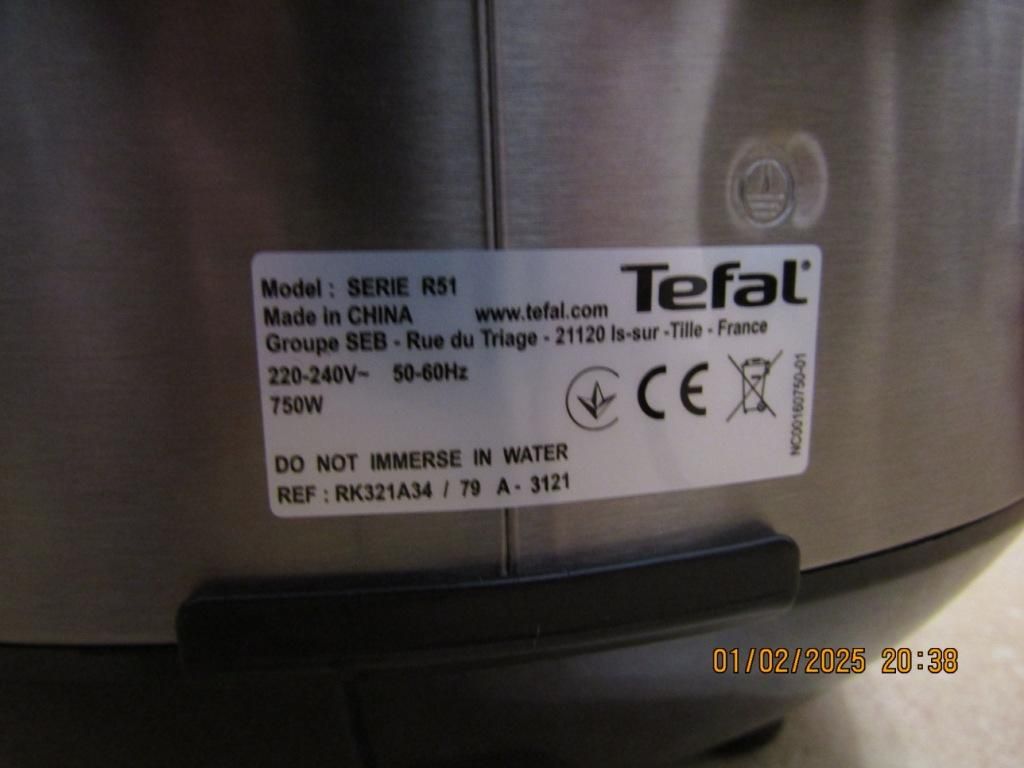 Tefal®
Model : SERIE R51
Made in CHINA www.tefal.com
Groupe SEB - Rue du Triage - 21120 Is-sur -Tille - France
220-240V~ 50-60Hz
750W
CE
NC00160750-01
DO NOT IMMERSE IN WATER
REF : RK321A34 / 79 A - 3121
01/02/2025 20:38